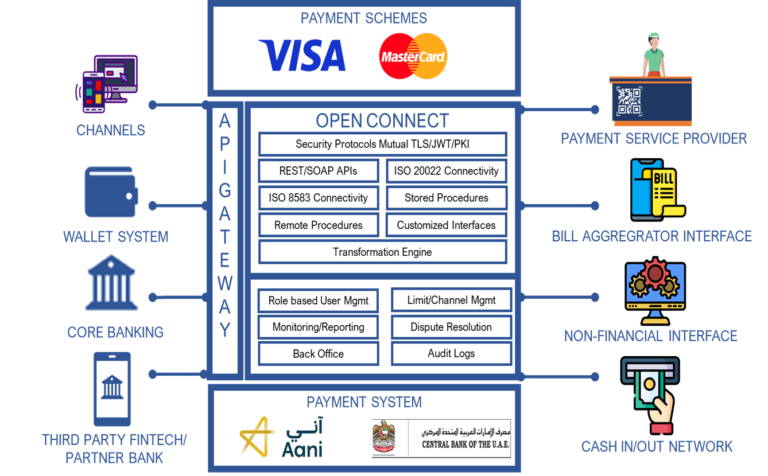 PAYMENT SCHEMES
VISA
MasterCard
CHANNELS
WALLET SYSTEM
CORE BANKING
THIRD PARTY FINTECH/
PARTNER BANK
API GATEWAY
OPEN CONNECT
Security Protocols Mutual TLS/JWT/PKI
REST/SOAP APIs
ISO 20022 Connectivity
ISO 8583 Connectivity
Stored Procedures
Remote Procedures
Customized Interfaces
Transformation Engine
Role based User Mgmt
Limit/Channel Mgmt
Monitoring/Reporting
Dispute Resolution
Back Office
Audit Logs
PAYMENT SERVICE PROVIDER
BILL
BILL AGGREGRATOR INTERFACE
NON-FINANCIAL INTERFACE
CASH IN/OUT NETWORK
PAYMENT SYSTEM
آني
Aani
مصرف الإمارات العربية المتحدة المركزي
CENTRAL BANK OF THE U.A.E.